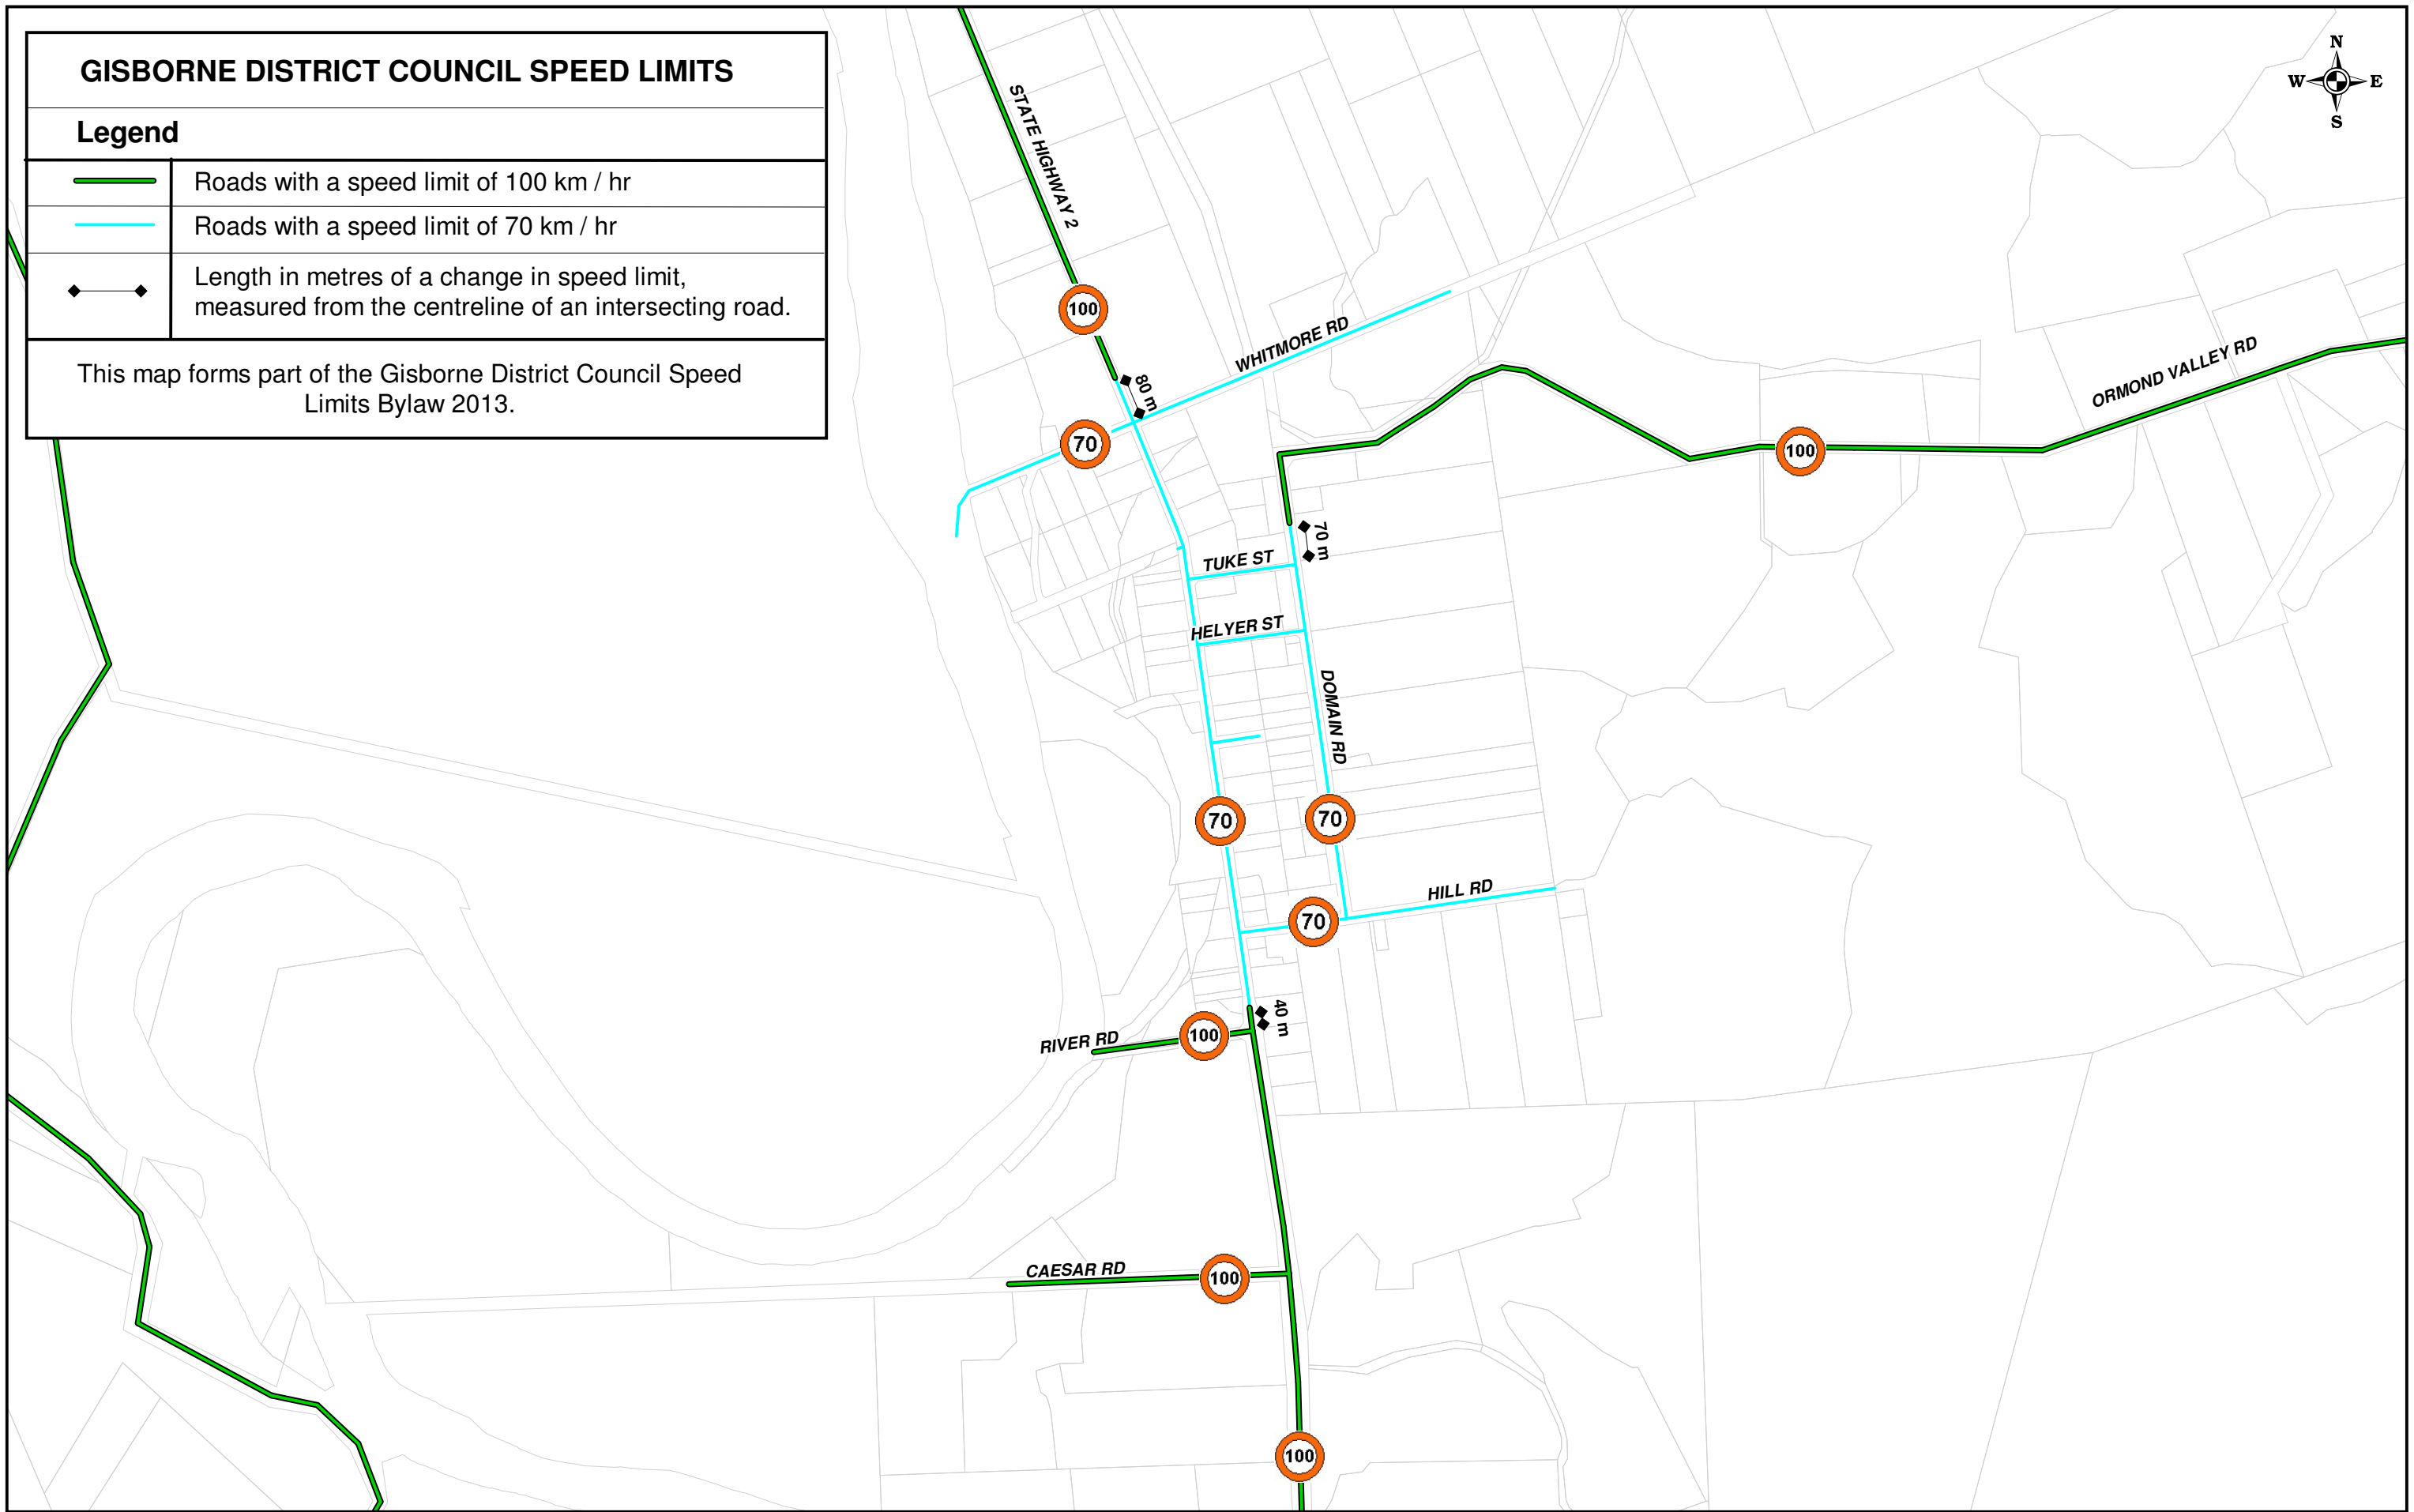 GISBORNE DISTRICT COUNCIL SPEED LIMITS
Legend
Roads with a speed limit of 100 km / hr
Roads with a speed limit of 70 km / hr
Length in metres of a change in speed limit,
measured from the centreline of an intersecting road.
This map forms part of the Gisborne District Council Speed
Limits Bylaw 2013.
N
W
E
S
STATE HIGHWAY 2
100
WHITMORE RD
80 m
70
ORMOND VALLEY RD
100
70 m
TUKE ST
HELYER ST
DOMAIN RD
70
70
HILL RD
70
40 m
RIVER RD
100
CAESAR RD
100
100